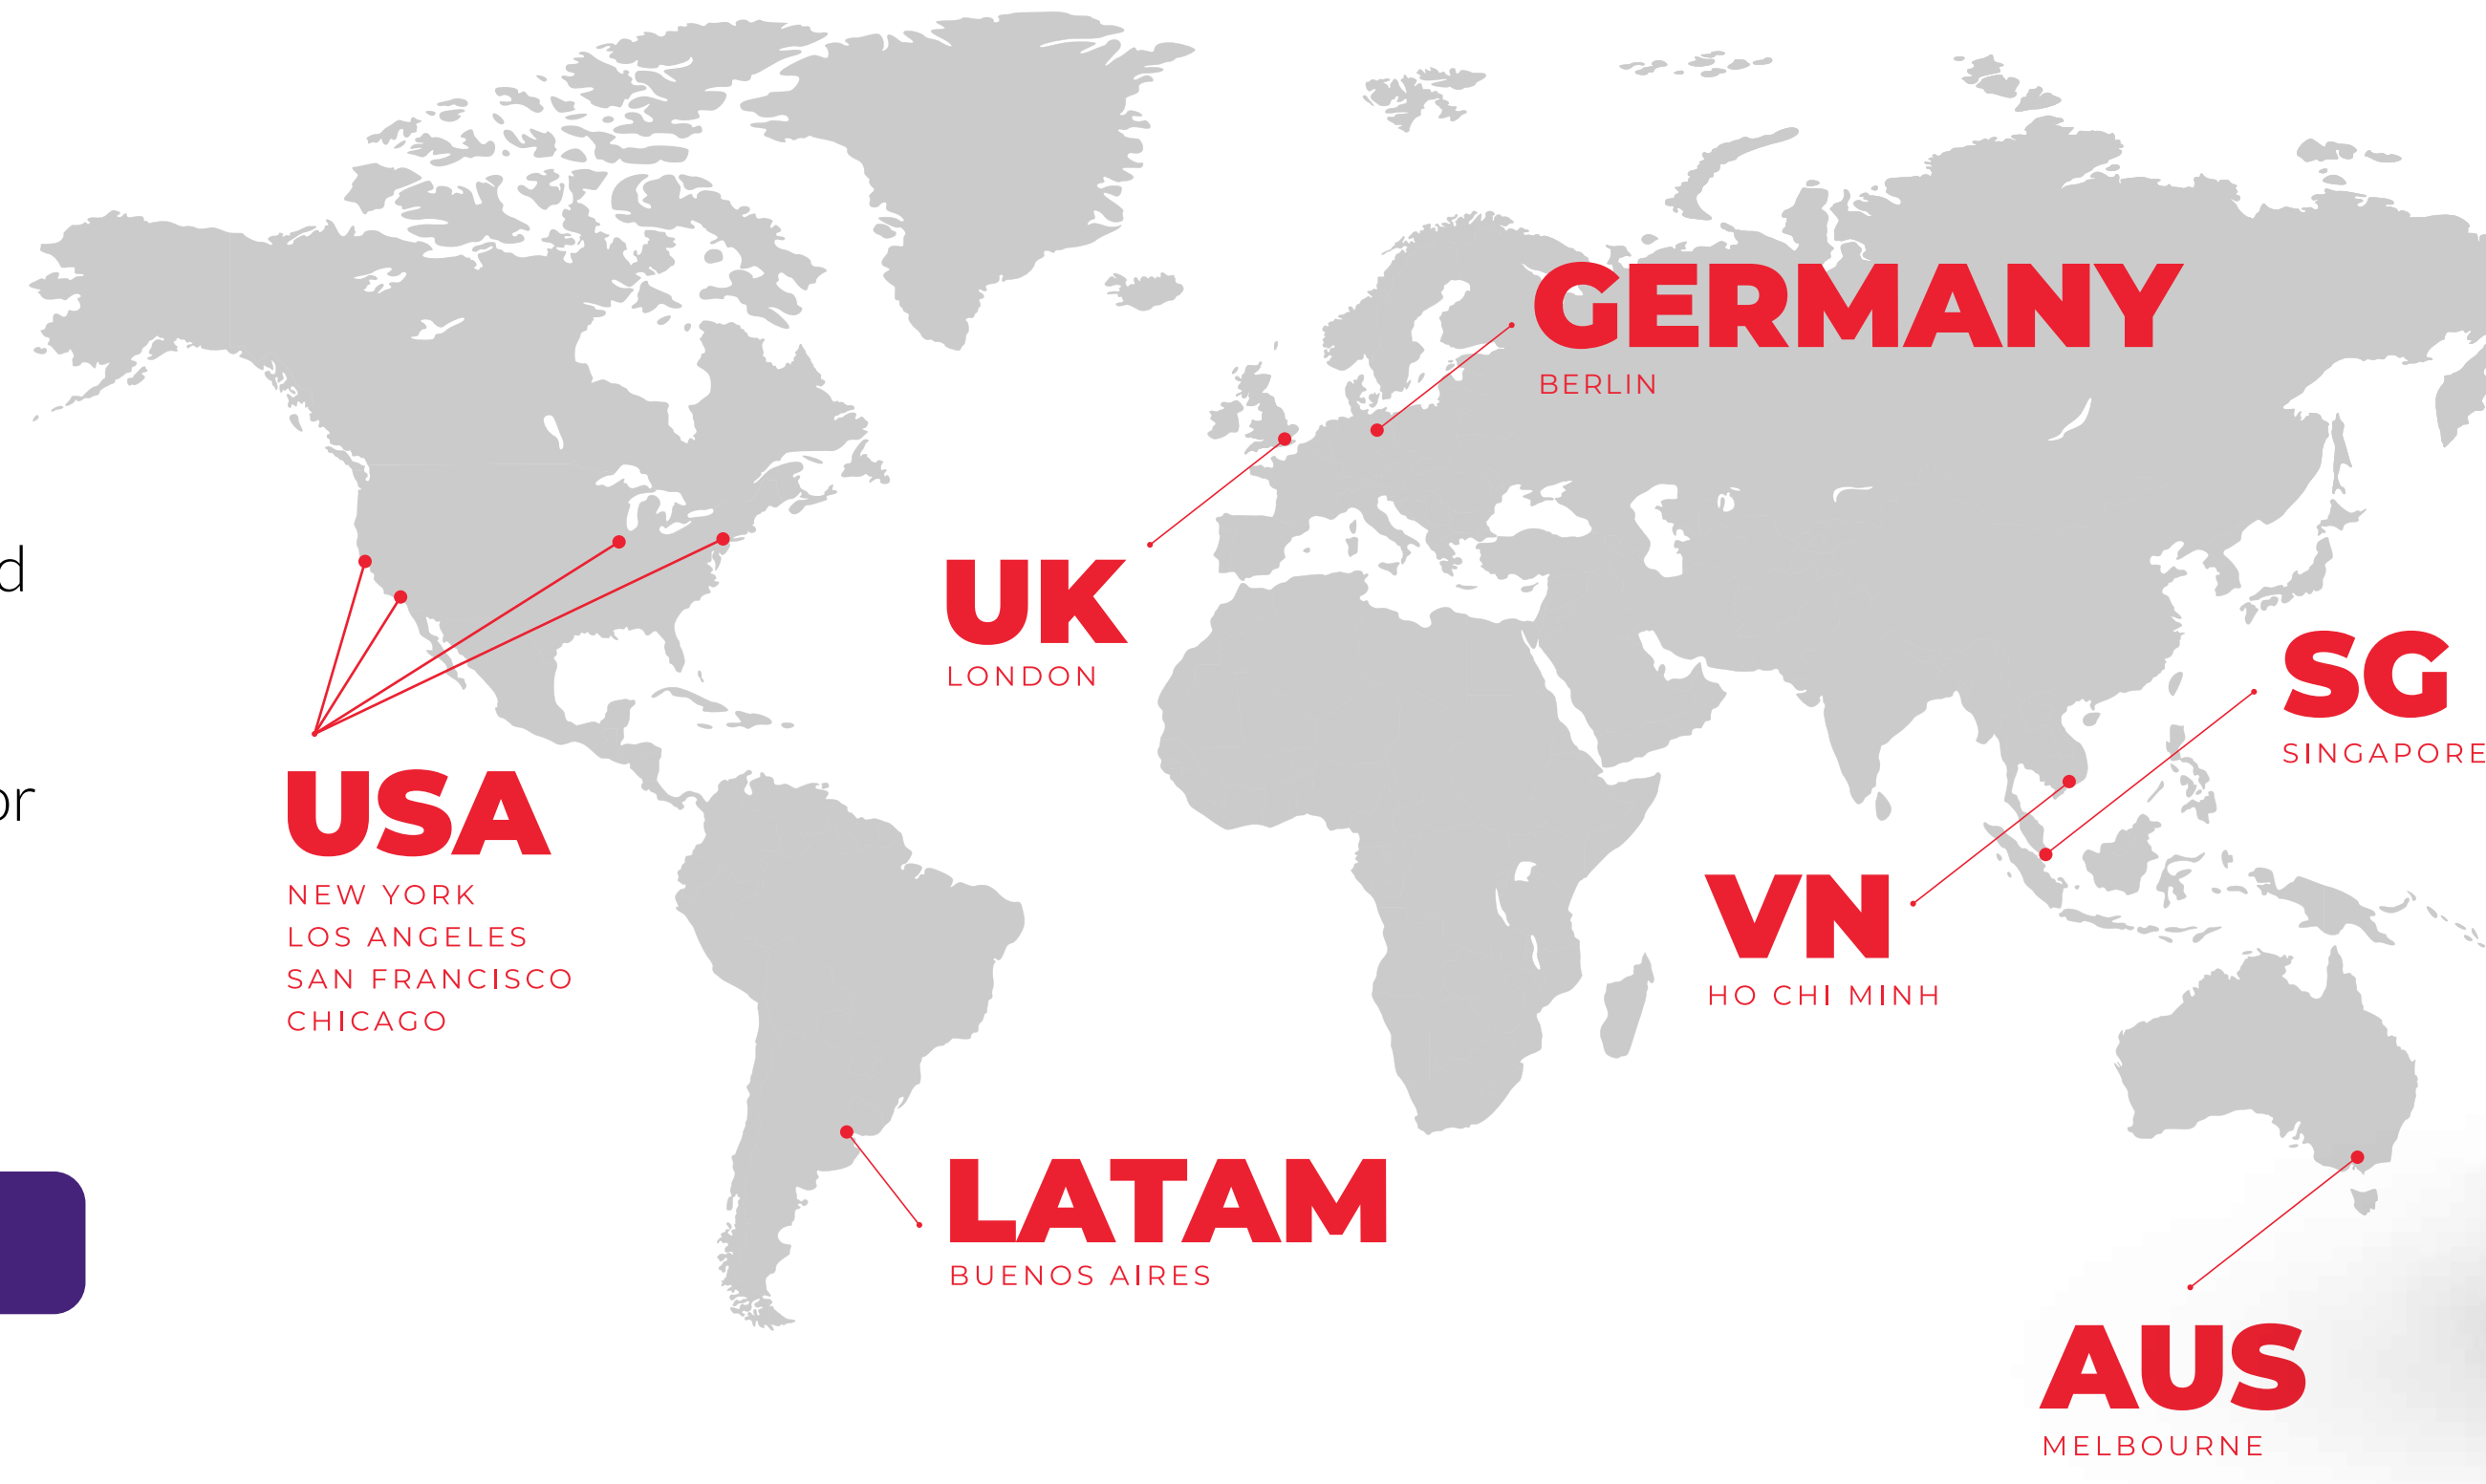 d
or
GERMANY
BERLIN
UK
LONDON
SG
SINGAPORE
USA
NEW YORK
LOS ANGELES
SAN FRANCISCO
CHICAGO
VN
HO CHI MINH
LATAM
BUENOS AIRES
AUS
MELBOURNE